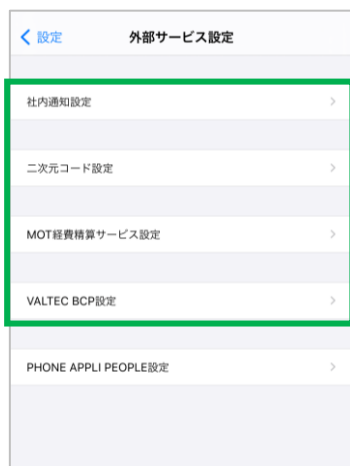 設定 外部サービス設定
社内通知設定
二次元コード設定
MOT経費精算サービス設定
VALTEC BCP設定
PHONE APPLI PEOPLE設定